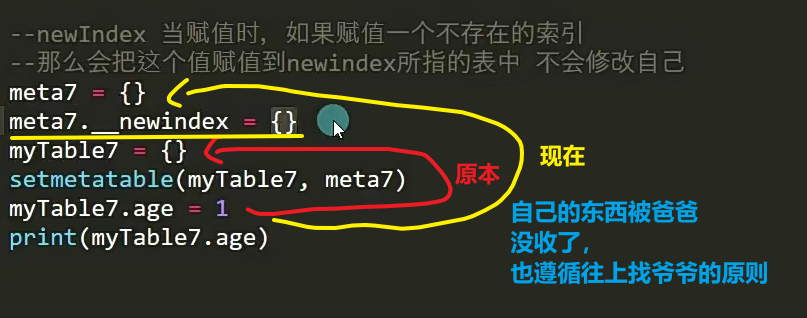 --newIndex 当赋值时，如果赋值一个不存在的索引
--那么会把这个值赋值到newindex所指的表中 不会修改自己
meta7 = {}
meta7.__newindex = {}
myTable7 = {}
setmetatable(myTable7, meta7)
myTable7.age = 1
print(myTable7.age)
原本
现在
自己的东西被爸爸
没收了，
也遵循往上找爷爷的原则